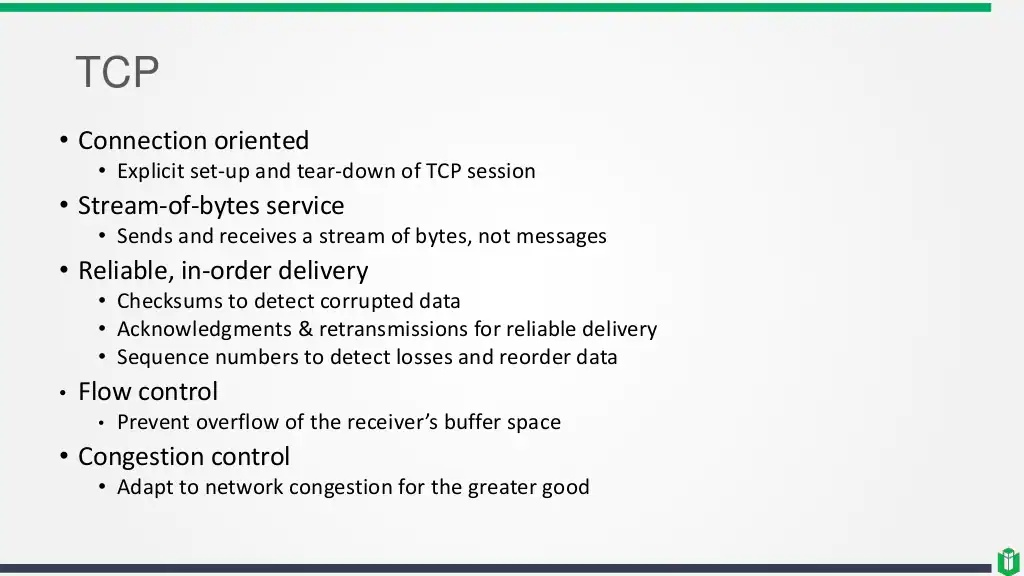 TCP
• Connection oriented
• Explicit set-up and tear-down of TCP session
• Stream-of-bytes service
• Sends and receives a stream of bytes, not messages
• Reliable, in-order delivery
• Checksums to detect corrupted data
• Acknowledgments & retransmissions for reliable delivery
• Sequence numbers to detect losses and reorder data
• Flow control
• Prevent overflow of the receiver’s buffer space
• Congestion control
• Adapt to network congestion for the greater good